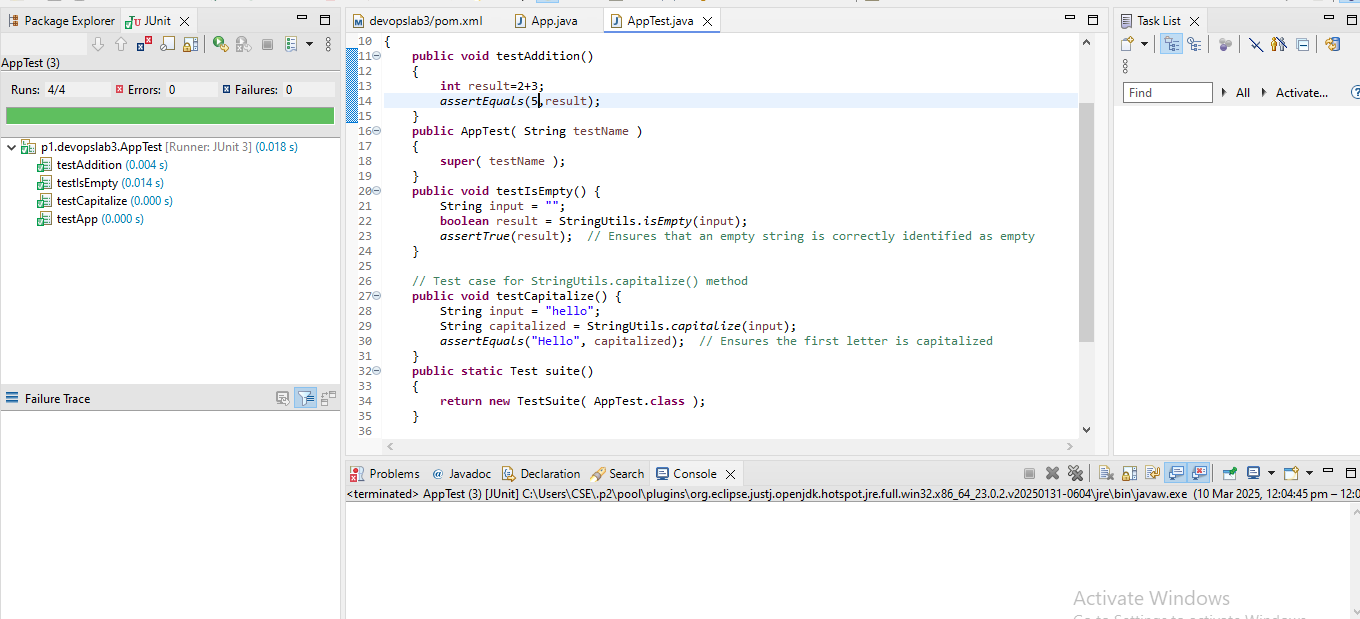 Package Explorer
JUnit
AppTest (3)
Runs: 4/4
Errors: 0
Failures: 0
p1.devopslab3.AppTest [Runner: JUnit 3] (0.018 s)
testAddition (0.004 s)
testIsEmpty (0.014 s)
testCapitalize (0.000 s)
testApp (0.000 s)
Failure Trace
devopslab3/pom.xml
App.java
AppTest.java
10 {
11 public void testAddition()
12 {
13 int result=2+3;
14 assertEquals(5,result);
15 }
16 public AppTest( String testName )
17 {
18 super( testName );
19 }
20 public void testIsEmpty() {
21 String input = "";
22 boolean result = StringUtils.isEmpty(input);
23 assertTrue(result);  // Ensures that an empty string is correctly identified as empty
24 }
25
26 // Test case for StringUtils.capitalize() method
27 public void testCapitalize() {
28 String input = "hello";
29 String capitalized = StringUtils.capitalize(input);
30 assertEquals("Hello", capitalized);  // Ensures the first letter is capitalized
31 }
32 public static Test suite()
33 {
34 return new TestSuite( AppTest.class );
35 }
36
Task List
Find
All
Activate...
Problems
@ Javadoc
Declaration
Search
Console
<terminated> AppTest (3) [JUnit] C:\Users\CSE\.p2\pool\plugins\org.eclipse.justj.openjdk.hotspot.jre.full.win32.x86_64_23.0.2.v20250131-0604\jre\bin\javaw.exe (10 Mar 2025, 12:04:45 pm – 12:0
Activate Windows
Go to Settings to activate Windows.